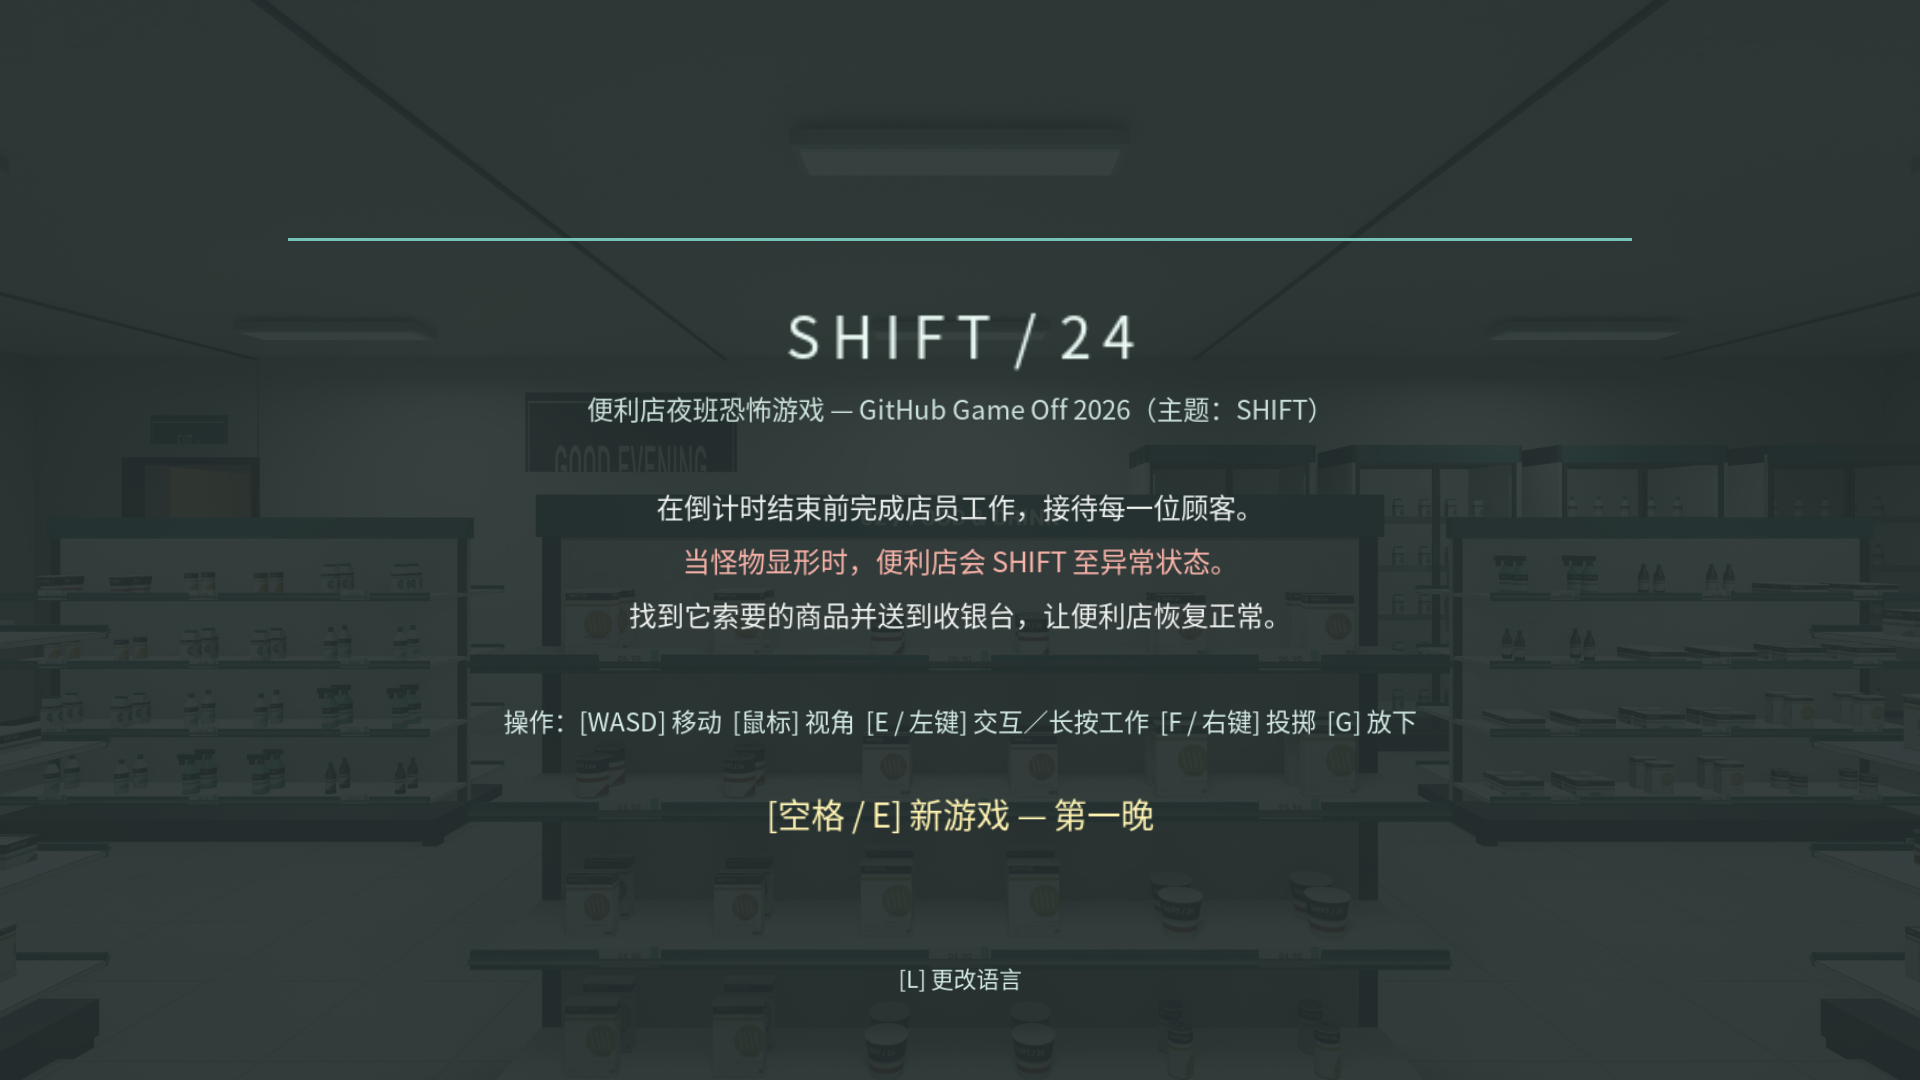 SHIFT / 24
便利店夜班恐怖游戏 — GitHub Game Off 2026（主题：SHIFT）
GOOD EVENING
在倒计时结束前完成店员工作，接待每一位顾客。
当怪物显形时，便利店会 SHIFT 至异常状态。
找到它索要的商品并送到收银台，让便利店恢复正常。
操作：[WASD] 移动 [鼠标] 视角 [E / 左键] 交互／长按工作 [F / 右键] 投掷 [G] 放下
[空格 / E] 新游戏 — 第一晚
[L] 更改语言